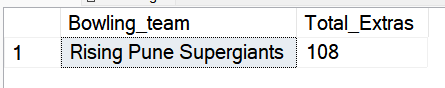 Bowling_team Total_Extras
1 Rising Pune Supergiants 108